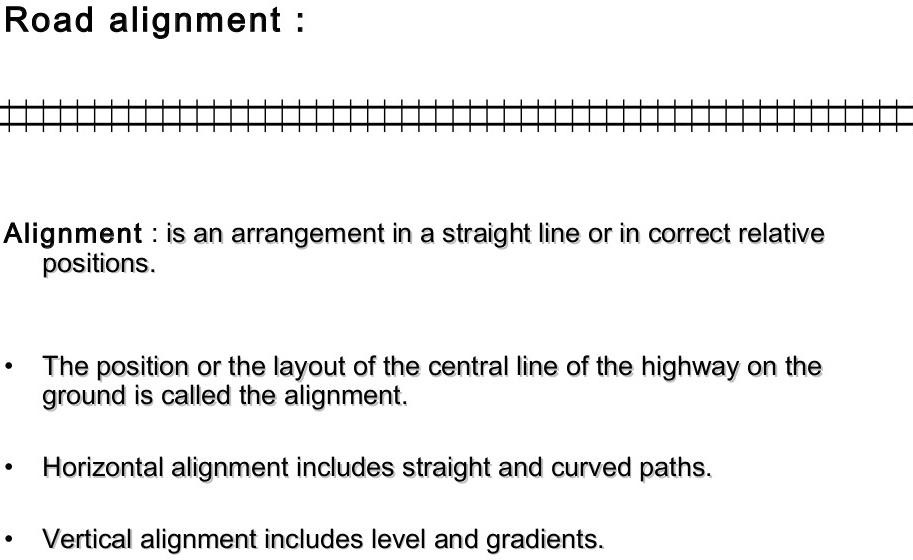 Road alignment :
Alignment : is an arrangement in a straight line or in correct relative
positions.
• The position or the layout of the central line of the highway on the
ground is called the alignment.
• Horizontal alignment includes straight and curved paths.
• Vertical alignment includes level and gradients.